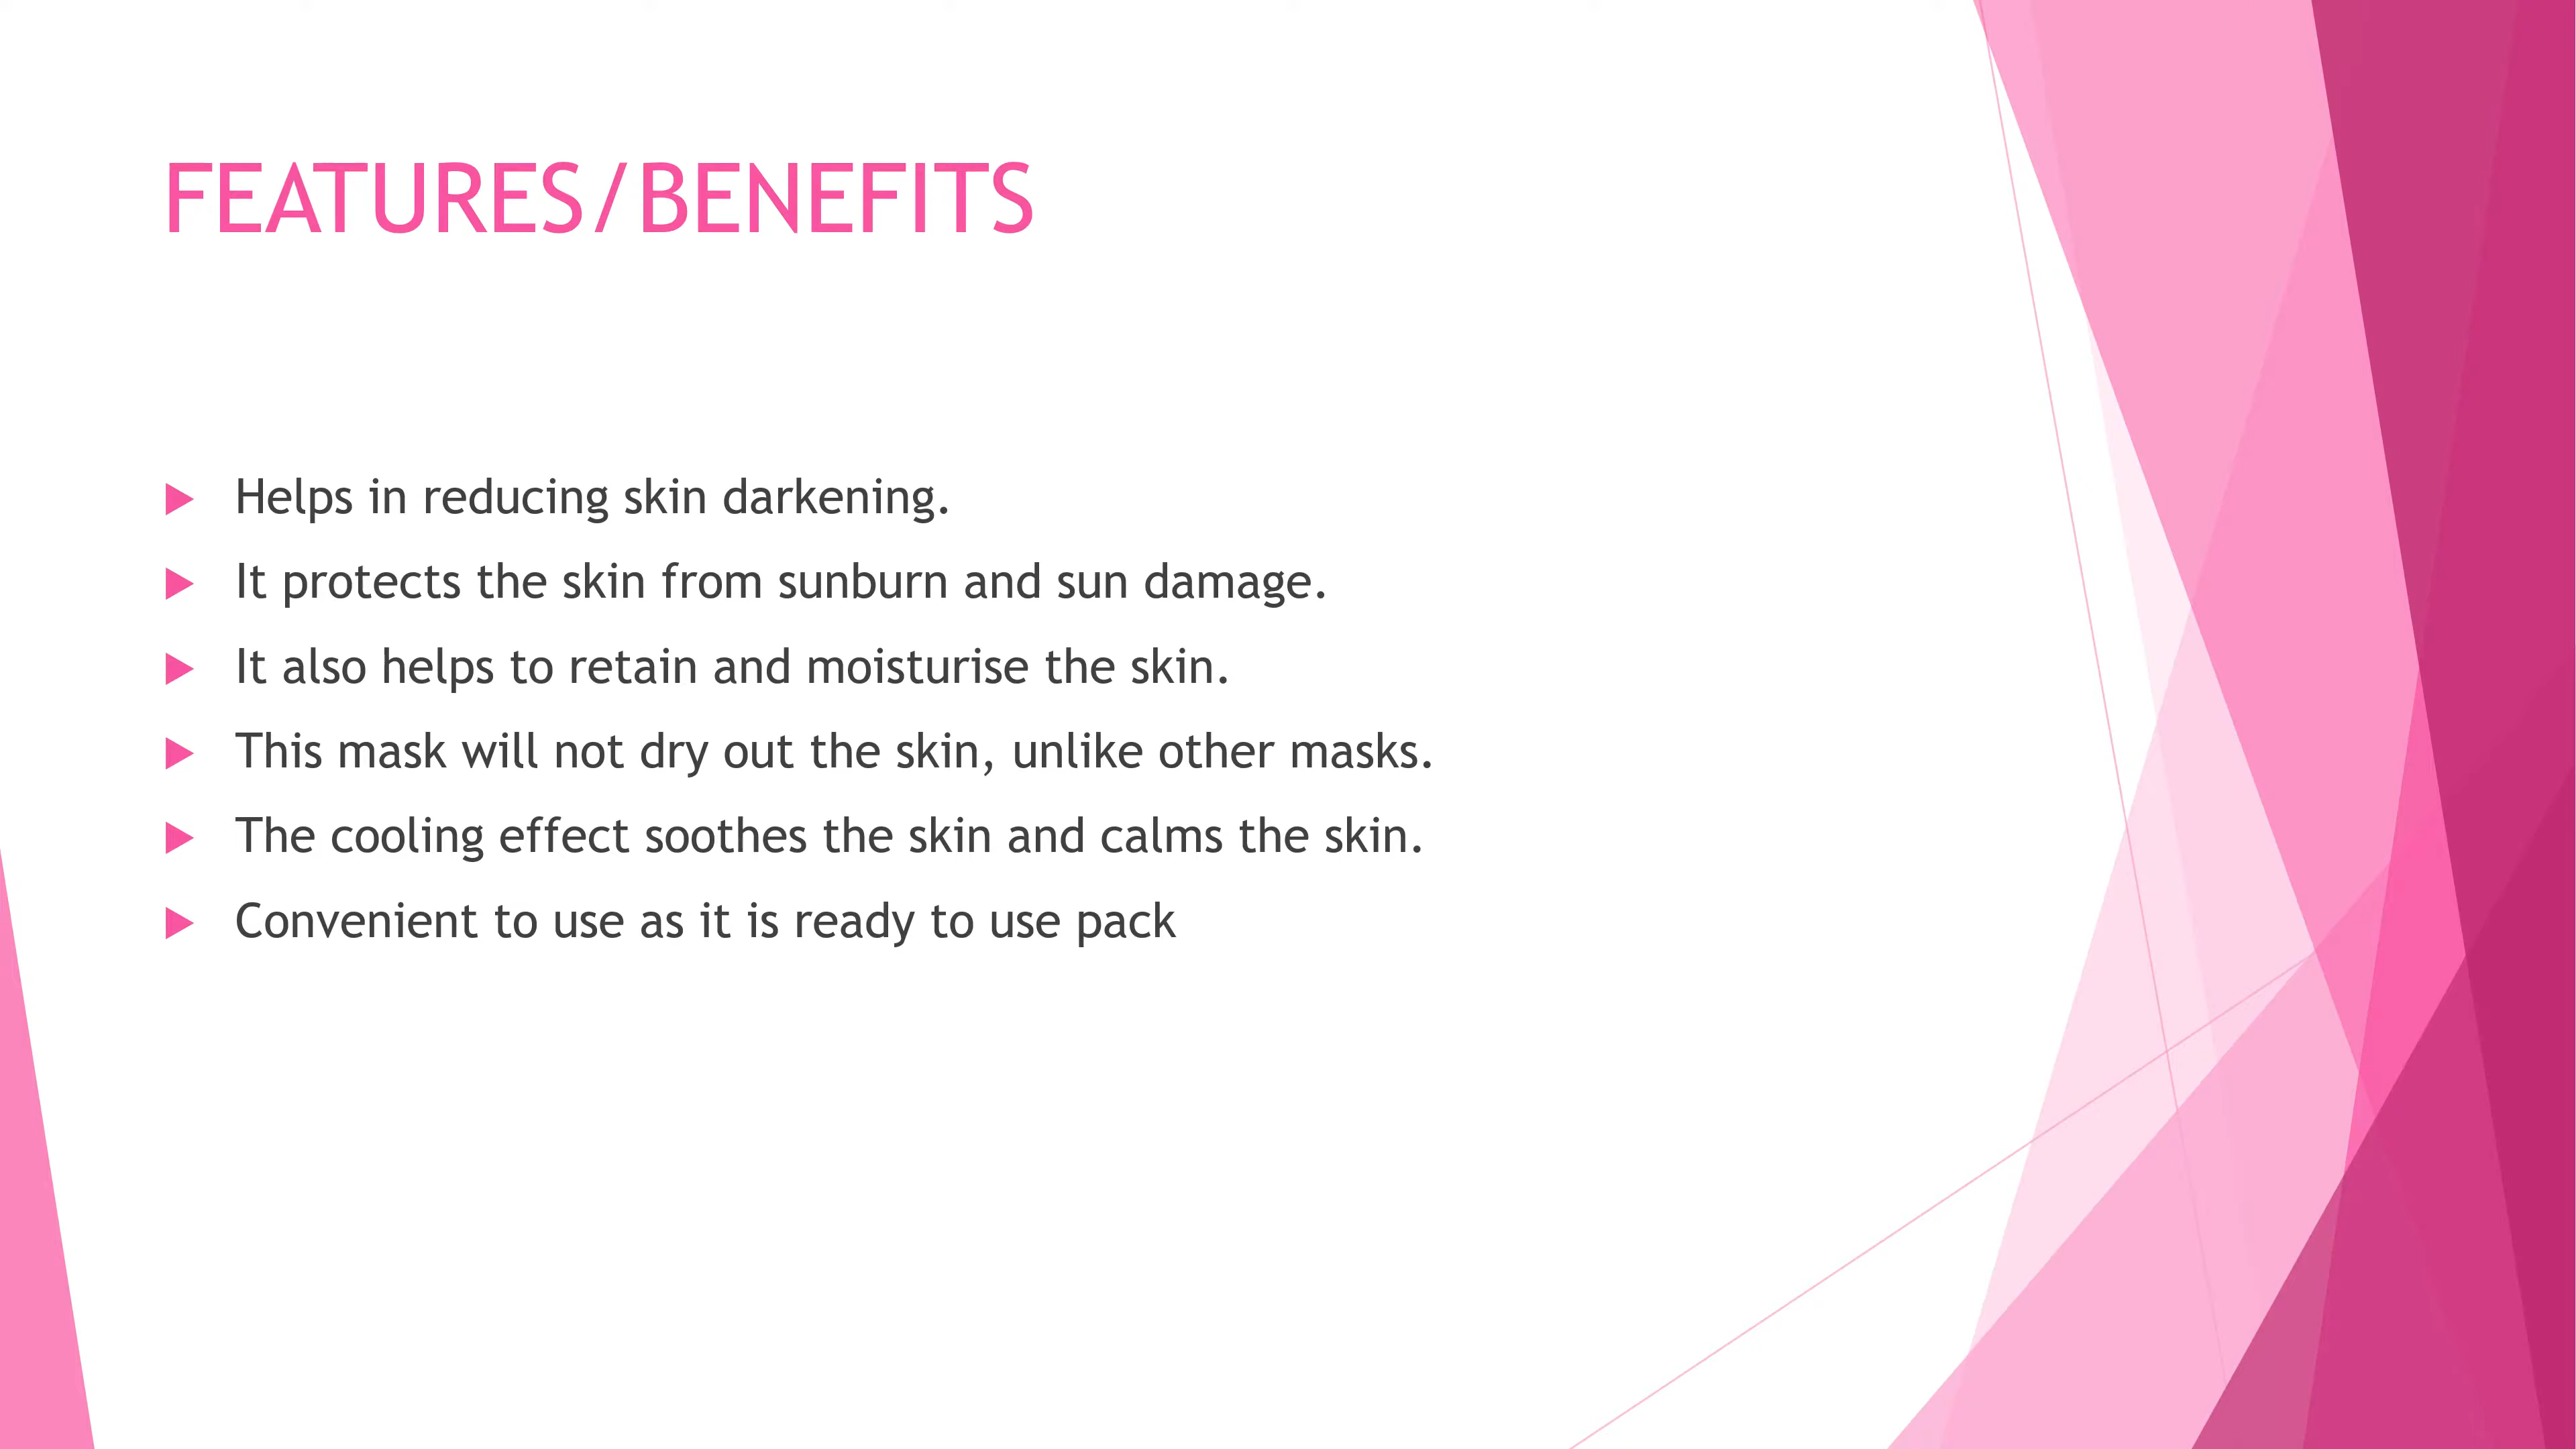 FEATURES/BENEFITS
Helps in reducing skin darkening.
It protects the skin from sunburn and sun damage.
It also helps to retain and moisturise the skin.
This mask will not dry out the skin, unlike other masks.
The cooling effect soothes the skin and calms the skin.
Convenient to use as it is ready to use pack